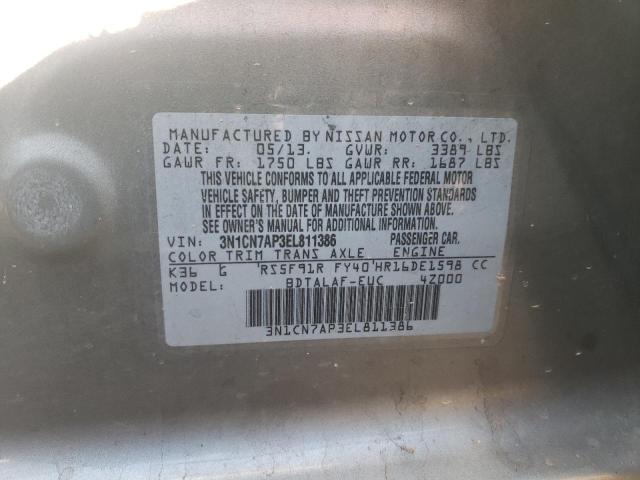 MANUFACTURED BY NISSAN MOTOR CO., LTD.
DATE: 05/13. GVWR: 3389 LBS
GAWR FR: 1750 LBS GAWR RR: 1687 LBS
THIS VEHICLE CONFORMS TO ALL APPLICABLE FEDERAL MOTOR
VEHICLE SAFETY, BUMPER AND THEFT PREVENTION STANDARDS
IN EFFECT ON THE DATE OF MANUFACTURE SHOWN ABOVE.
SEE OWNER'S MANUAL FOR ADDITIONAL INFORMATION.
VIN: 3N1CN7AP3EL811386 PASSENGER CAR.
COLOR TRIM TRANS AXLE ENGINE
K36 G RS5F91R FY40 HR16DE1598 CC
BDTALAF-EUC 4Z000
3N1CN7AP3EL811386